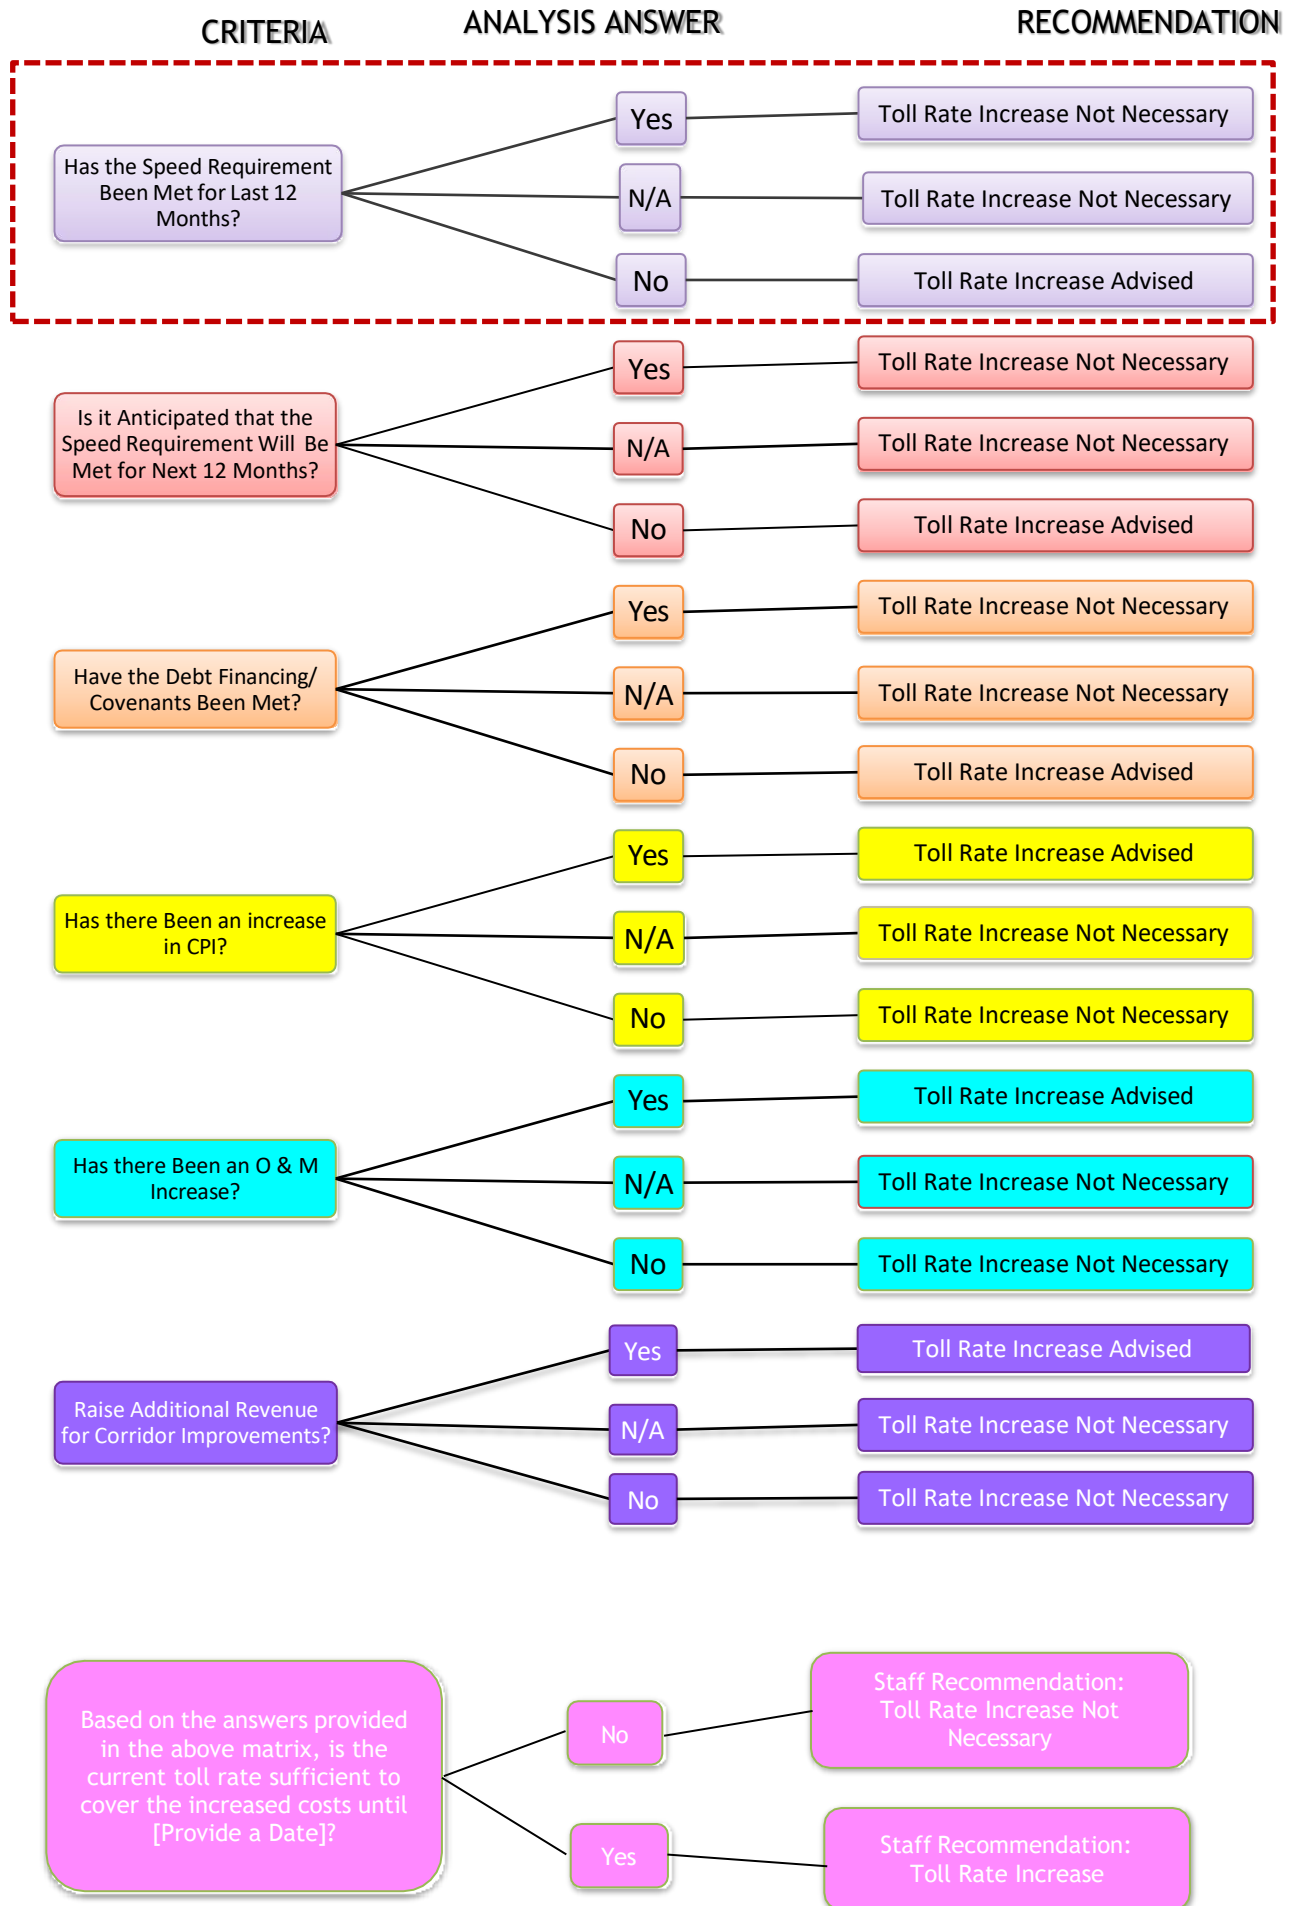 CRITERIA
ANALYSIS ANSWER
RECOMMENDATION
Has the Speed Requirement
Been Met for Last 12
Months?
Yes
Toll Rate Increase Not Necessary
N/A
Toll Rate Increase Not Necessary
No
Toll Rate Increase Advised
Is it Anticipated that the
Speed Requirement Will Be
Met for Next 12 Months?
Yes
Toll Rate Increase Not Necessary
N/A
Toll Rate Increase Not Necessary
No
Toll Rate Increase Advised
Have the Debt Financing/
Covenants Been Met?
Yes
Toll Rate Increase Not Necessary
N/A
Toll Rate Increase Not Necessary
No
Toll Rate Increase Advised
Has there Been an increase
in CPI?
Yes
Toll Rate Increase Advised
N/A
Toll Rate Increase Not Necessary
No
Toll Rate Increase Not Necessary
Has there Been an O & M
Increase?
Yes
Toll Rate Increase Advised
N/A
Toll Rate Increase Not Necessary
No
Toll Rate Increase Not Necessary
Raise Additional Revenue
for Corridor Improvements?
Yes
Toll Rate Increase Advised
N/A
Toll Rate Increase Not Necessary
No
Toll Rate Increase Not Necessary
Based on the answers provided
in the above matrix, is the
current toll rate sufficient to
cover the increased costs until
[Provide a Date]?
No
Staff Recommendation:
Toll Rate Increase Not
Necessary
Yes
Staff Recommendation:
Toll Rate Increase